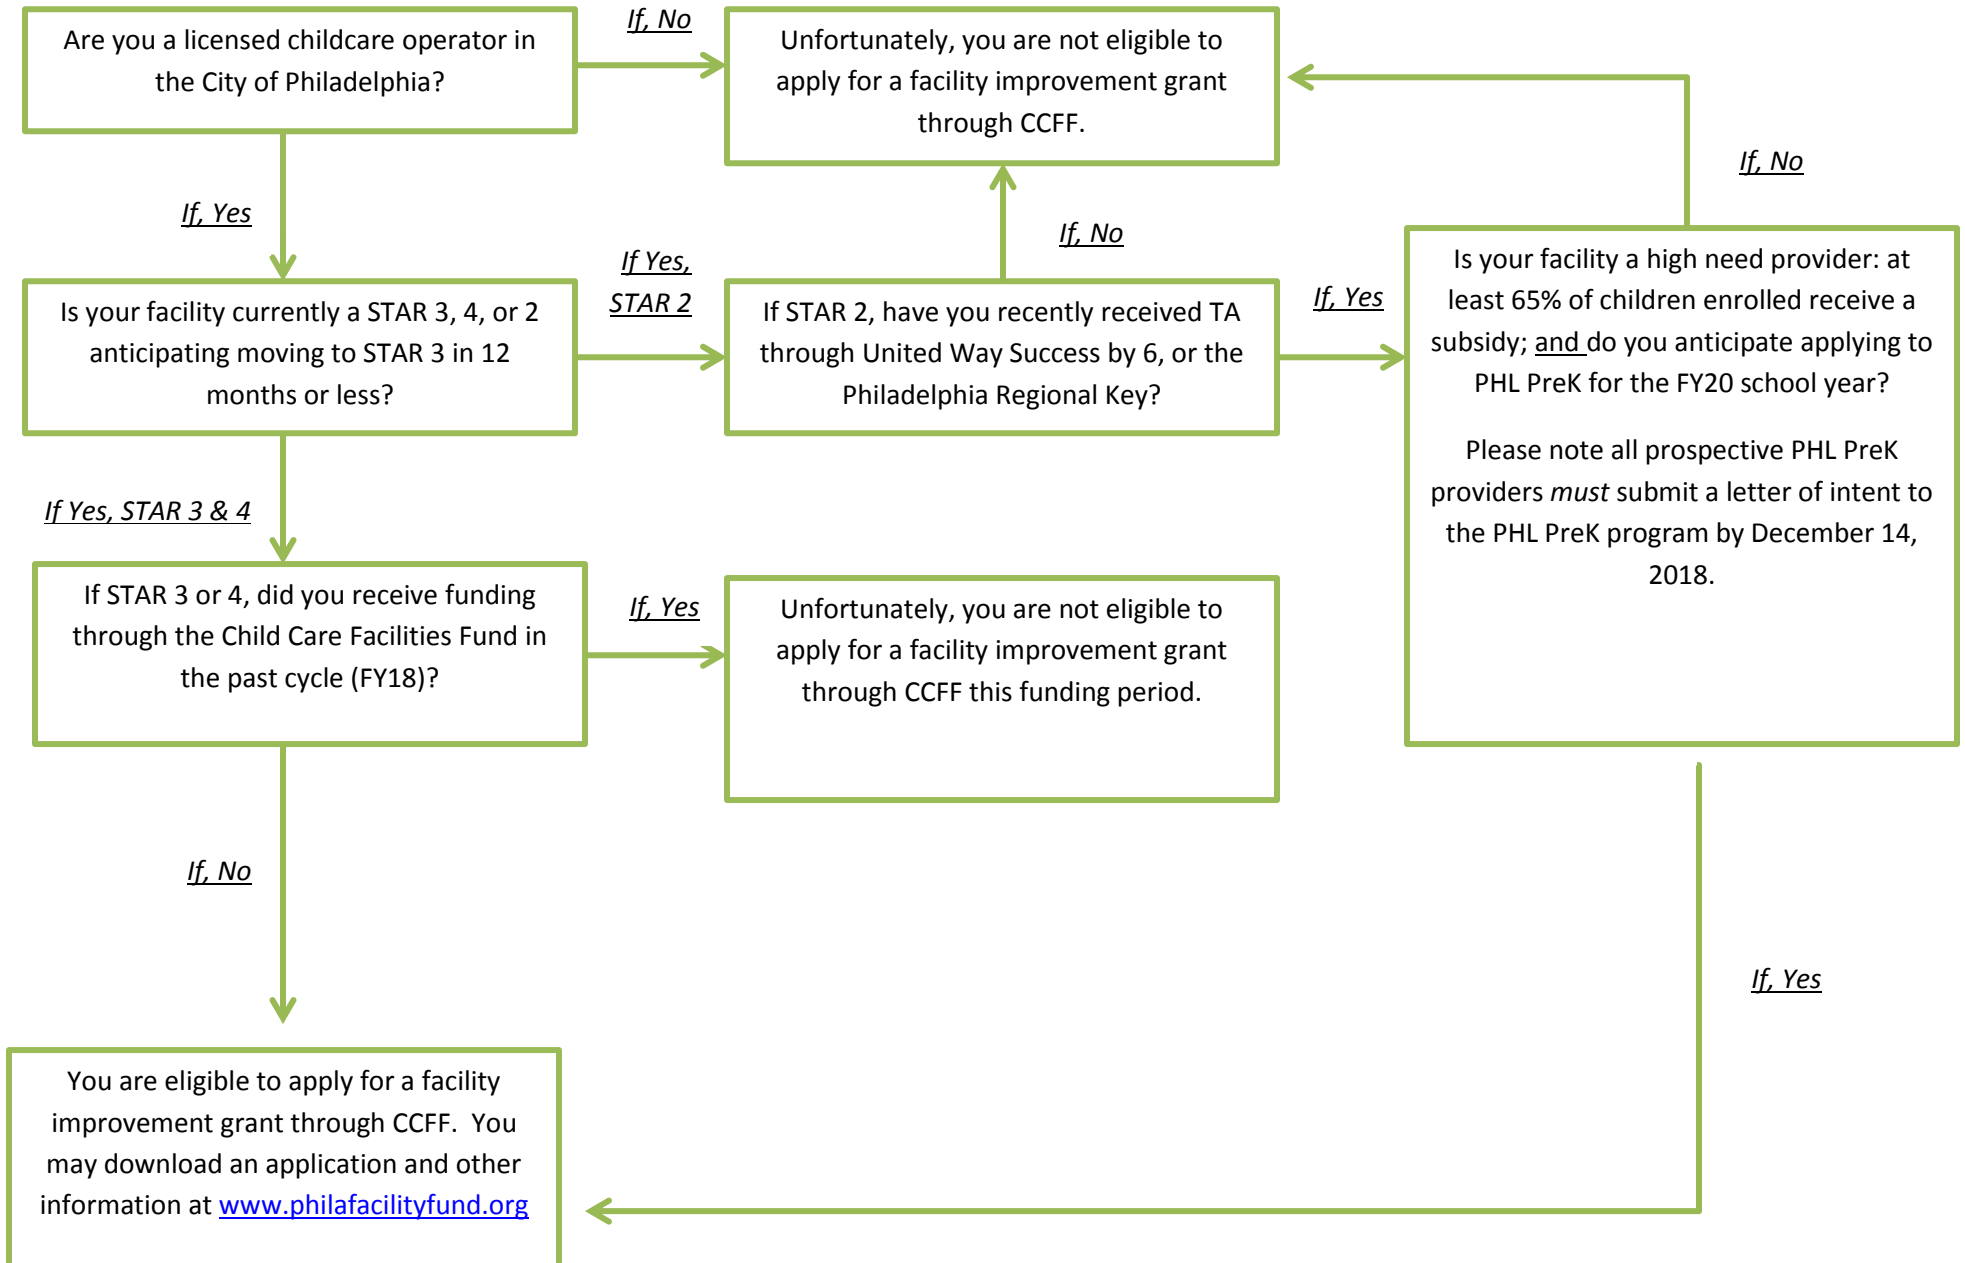 Are you a licensed childcare operator in
the City of Philadelphia?
If, No
Unfortunately, you are not eligible to
apply for a facility improvement grant
through CCFF.
If, No
If, Yes
If, No
Is your facility currently a STAR 3, 4, or 2
anticipating moving to STAR 3 in 12
months or less?
If Yes,
STAR 2
If STAR 2, have you recently received TA
through United Way Success by 6, or the
Philadelphia Regional Key?
If, Yes
Is your facility a high need provider: at
least 65% of children enrolled receive a
subsidy; and do you anticipate applying to
PHL PreK for the FY20 school year?
Please note all prospective PHL PreK
providers must submit a letter of intent to
the PHL PreK program by December 14,
2018.
If Yes, STAR 3 & 4
If STAR 3 or 4, did you receive funding
through the Child Care Facilities Fund in
the past cycle (FY18)?
If, Yes
Unfortunately, you are not eligible to
apply for a facility improvement grant
through CCFF this funding period.
If, No
If, Yes
You are eligible to apply for a facility
improvement grant through CCFF.  You
may download an application and other
information at www.philafacilityfund.org